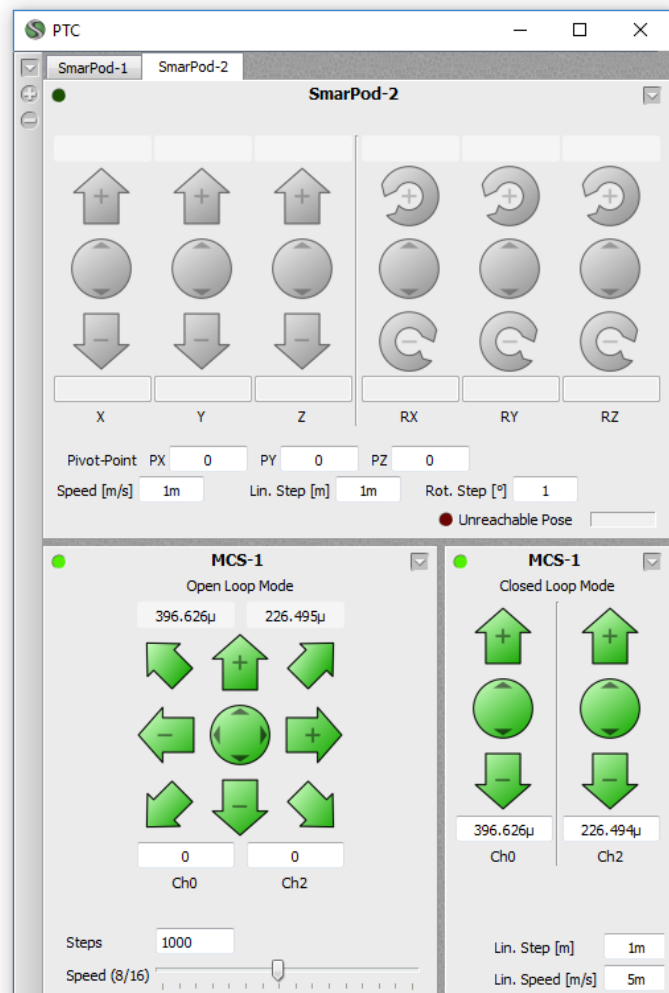 PTC
SmarPod-1 SmarPod-2
SmarPod-2
+ + + + + +
− − − − − −
X Y Z RX RY RZ
Pivot-Point PX 0 PY 0 PZ 0
Speed [m/s] 1m Lin. Step [m] 1m Rot. Step [°] 1
Unreachable Pose
MCS-1
Open Loop Mode
396.626µ 226.495µ
+
− +
−
0 0
Ch0 Ch2
Steps 1000
Speed (8/16)
MCS-1
Closed Loop Mode
+ +
− −
396.626µ 226.494µ
Ch0 Ch2
Lin. Step [m] 1m
Lin. Speed [m/s] 5m